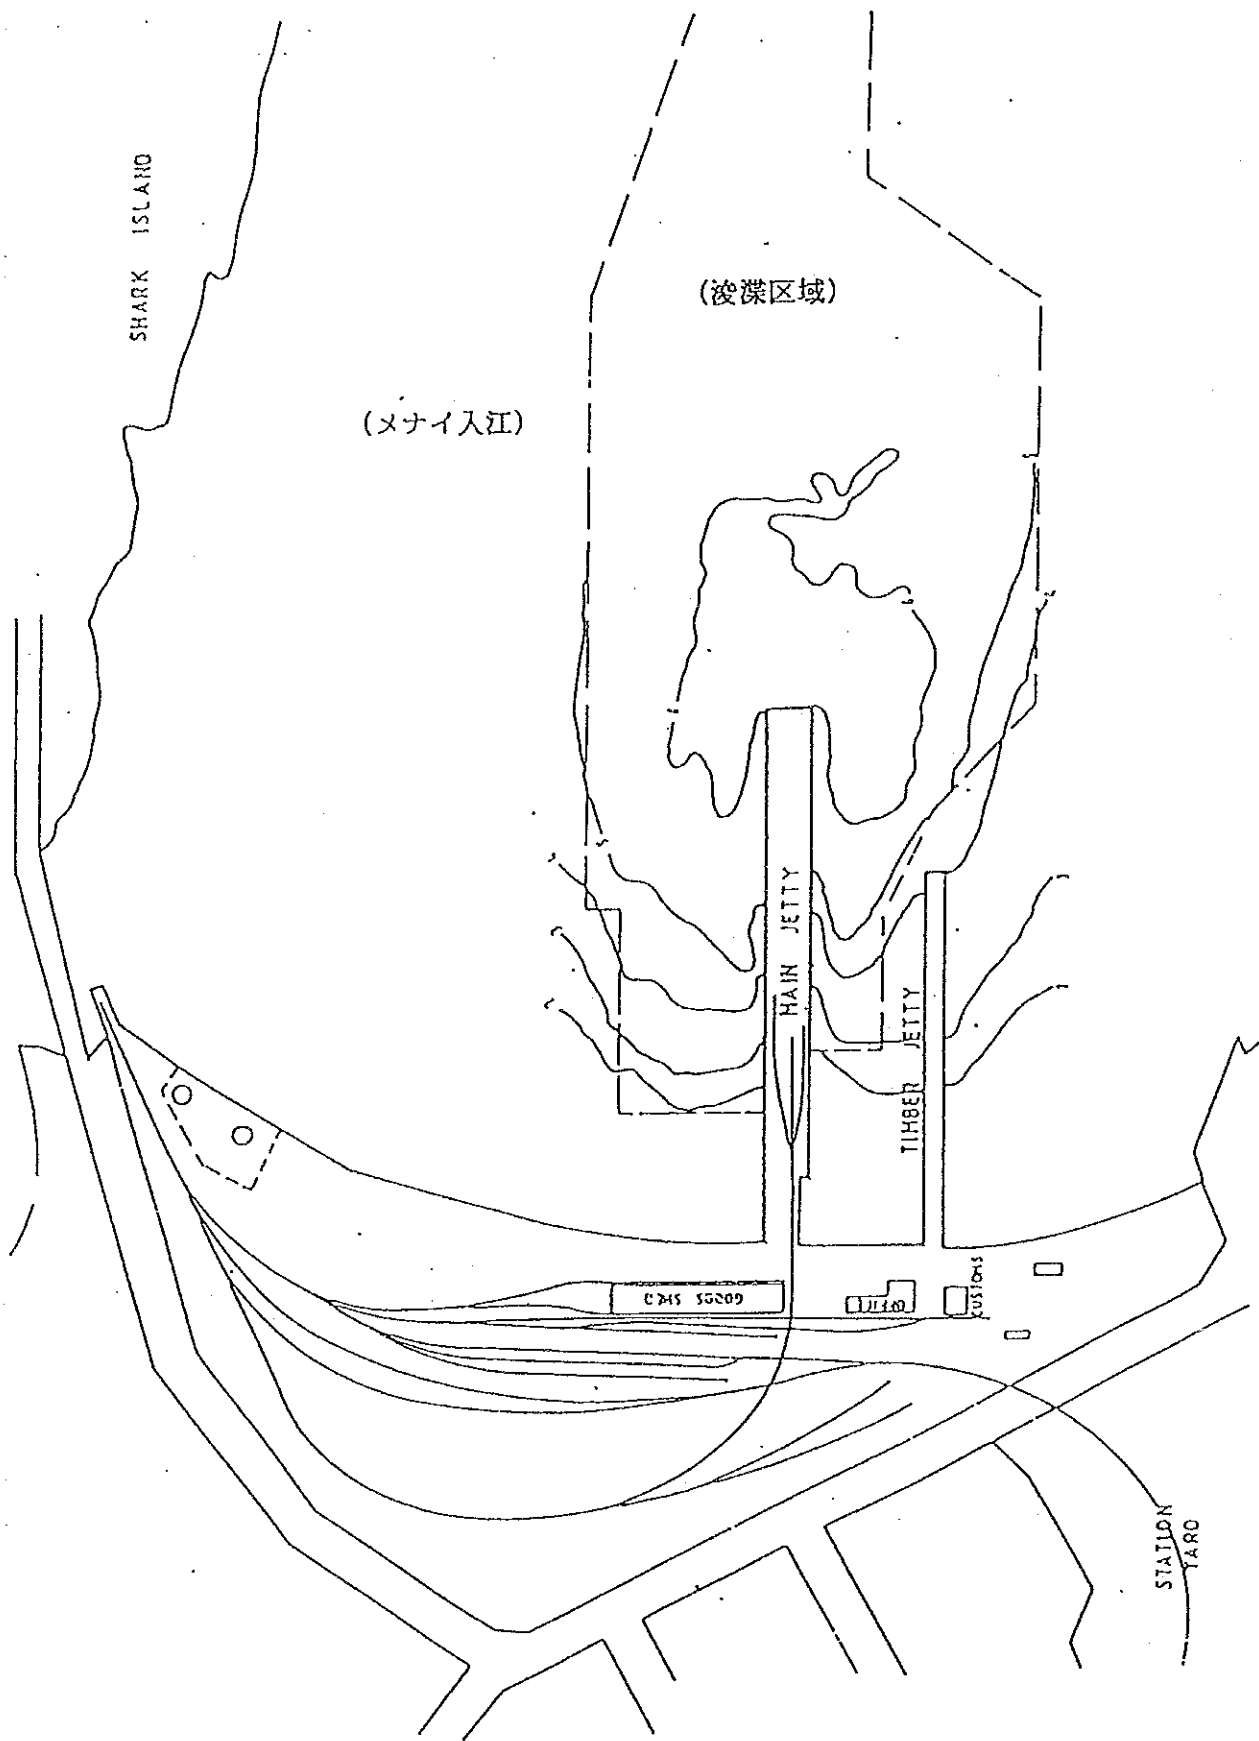 SHARK ISLAND
(浚渫区域)
(メナイ入江)
MAIN JETTY
TIMBER JETTY
GOODS SHED
CUSTOMS
STATION
YARD